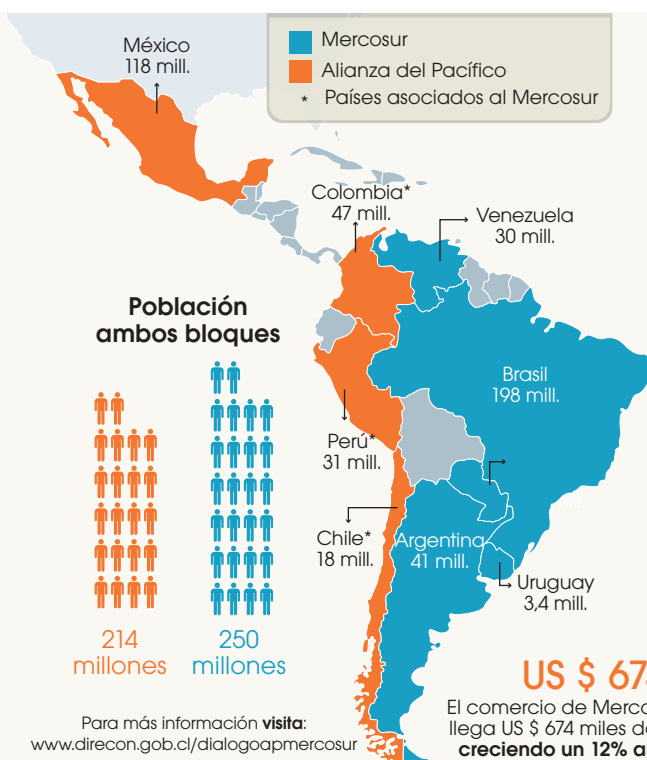 México
118 mill.
Mercosur
Alianza del Pacífico
* Países asociados al Mercosur
Colombia*
47 mill.
Venezuela
30 mill.
Población
ambos bloques
Brasil
198 mill.
Perú*
31 mill.
Chile*
18 mill.
Argentina
41 mill.
Uruguay
3,4 mill.
214
millones
250
millones
US $ 67
El comercio de Merco
llega US $ 674 miles d
creciendo un 12% a
Para más información visita:
www.direcon.gob.cl/dialogoapmercosur